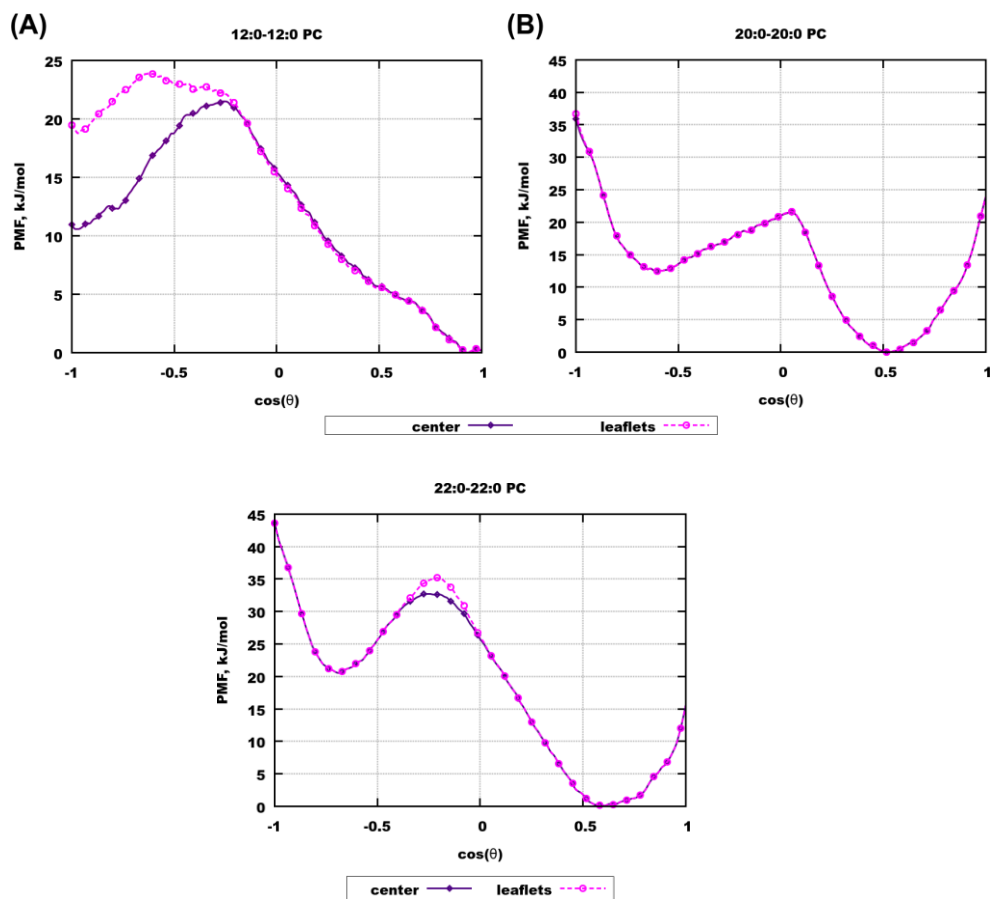 (A)
12:0-12:0 PC
25
20
15
10
5
0
PMF, kJ/mol
-1 -0.5 0 0.5 1
cos(θ)
(B)
20:0-20:0 PC
45
40
35
30
25
20
15
10
5
0
PMF, kJ/mol
-1 -0.5 0 0.5 1
cos(θ)
center leaflets
22:0-22:0 PC
45
40
35
30
25
20
15
10
5
0
PMF, kJ/mol
-1 -0.5 0 0.5 1
cos(θ)
center leaflets